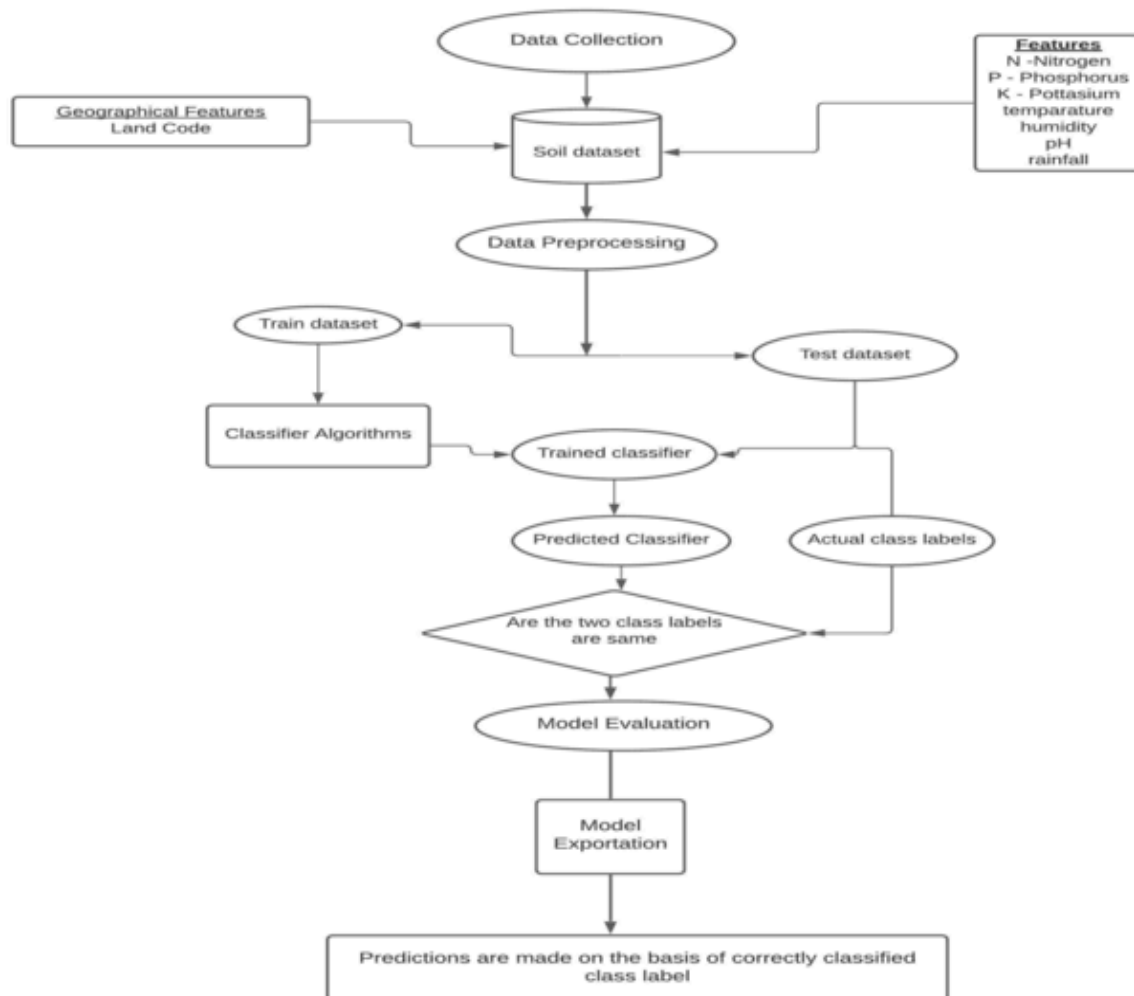 Data Collection
Features
N -Nitrogen
P - Phosphorus
K - Pottasium
temparature
humidity
pH
rainfall
Geographical Features
Land Code
Soil dataset
Data Preprocessing
Train dataset
Test dataset
Classifier Algorithms
Trained classifier
Predicted Classifier
Actual class labels
Are the two class labels
are same
Model Evaluation
Model
Exportation
Predictions are made on the basis of correctly classified
class label